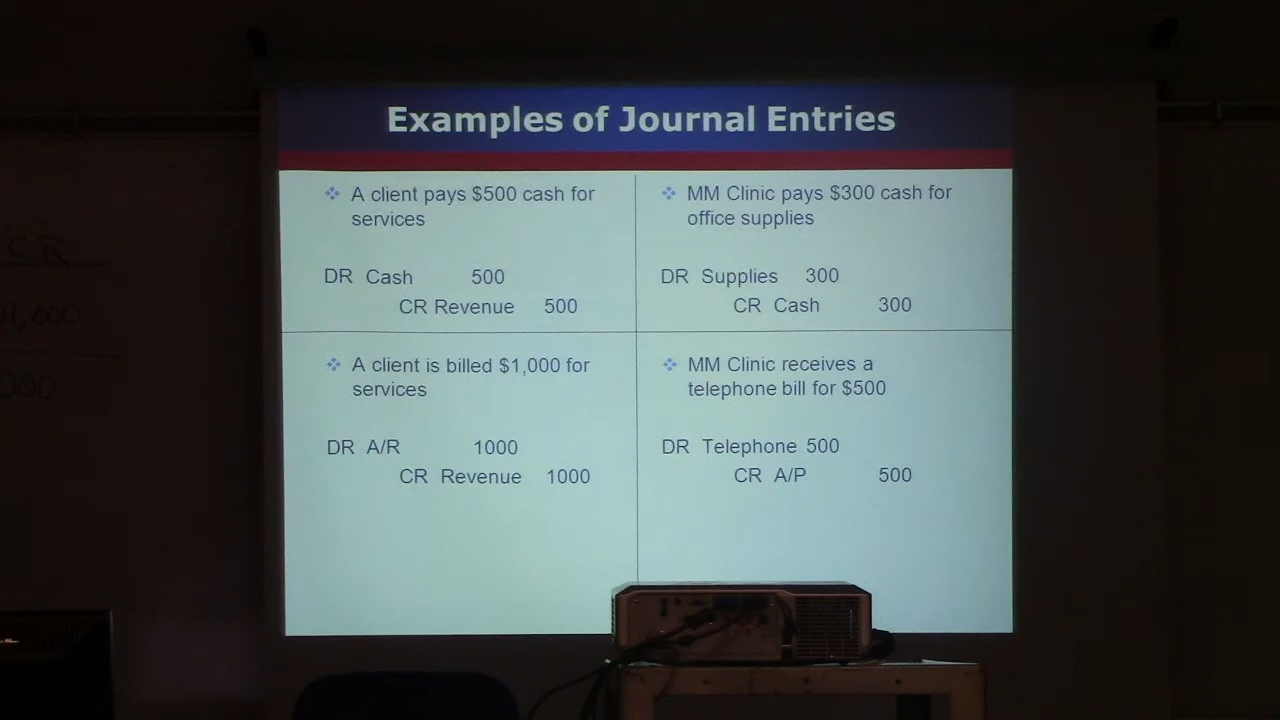 Examples of Journal Entries
A client pays $500 cash for
services
DR Cash 500
CR Revenue 500
MM Clinic pays $300 cash for
office supplies
DR Supplies 300
CR Cash 300
A client is billed $1,000 for
services
DR A/R 1000
CR Revenue 1000
MM Clinic receives a
telephone bill for $500
DR Telephone 500
CR A/P 500
CR